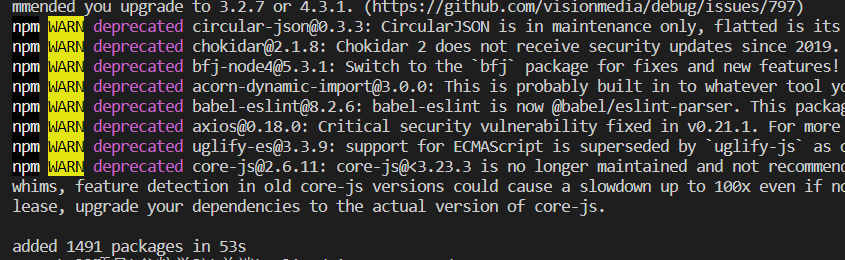 mmended you upgrade to 3.2.7 or 4.3.1. (https://github.com/visionmedia/debug/issues/797)
npm WARN deprecated circular-json@0.3.3: CircularJSON is in maintenance only, flatted is its
npm WARN deprecated chokidar@2.1.8: Chokidar 2 does not receive security updates since 2019.
npm WARN deprecated bfj-node4@5.3.1: Switch to the `bfj` package for fixes and new features!
npm WARN deprecated acorn-dynamic-import@3.0.0: This is probably built in to whatever tool yo
npm WARN deprecated babel-eslint@8.2.6: babel-eslint is now @babel/eslint-parser. This packag
npm WARN deprecated axios@0.18.0: Critical security vulnerability fixed in v0.21.1. For more
npm WARN deprecated uglify-es@3.3.9: support for ECMAScript is superseded by `uglify-js` as
npm WARN deprecated core-js@2.6.11: core-js@<3.23.3 is no longer maintained and not recommen
whims, feature detection in old core-js versions could cause a slowdown up to 100x even if no
lease, upgrade your dependencies to the actual version of core-js.
added 1491 packages in 53s